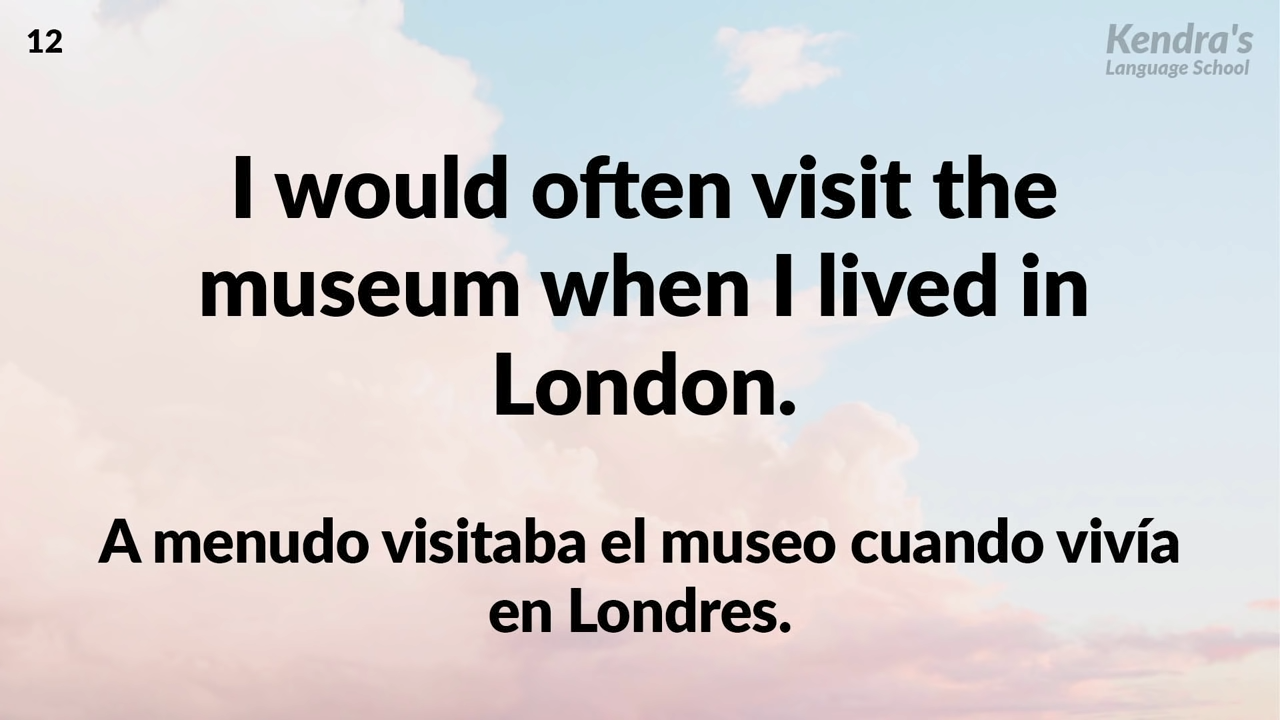 12
Kendra's
Language School
I would often visit the
museum when I lived in
London.
A menudo visitaba el museo cuando vivía
en Londres.